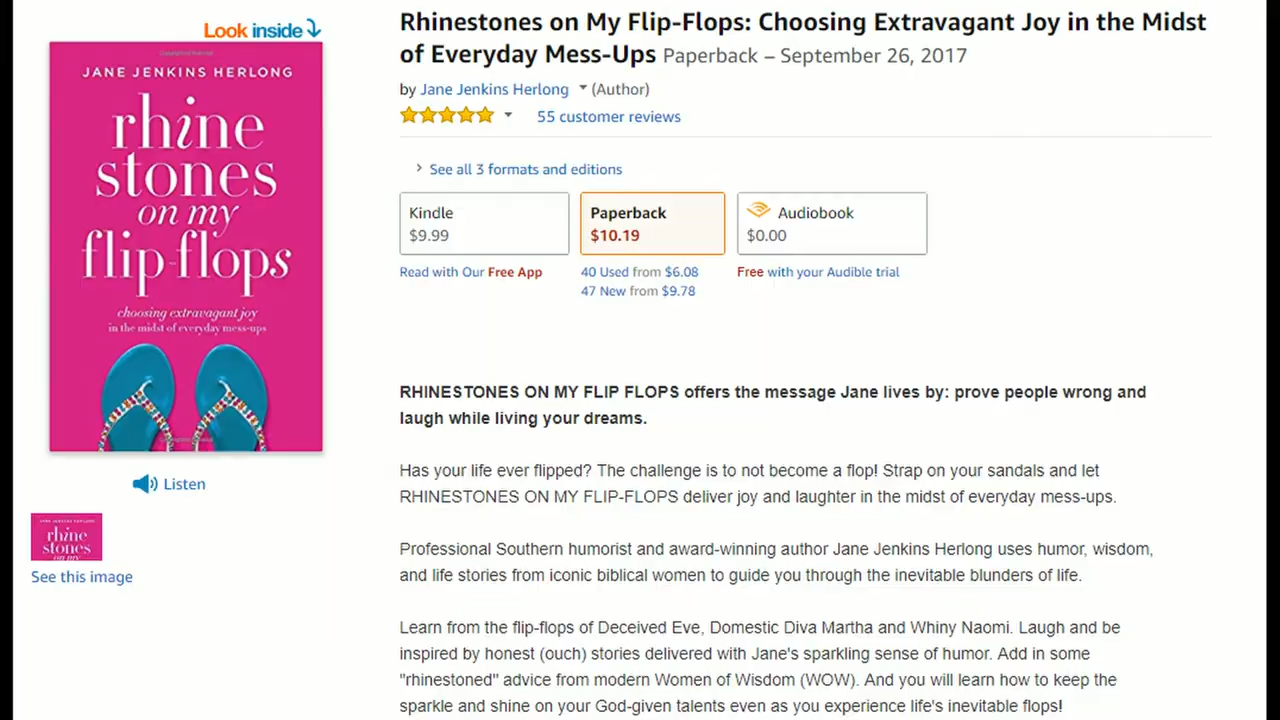 Look inside
JANE JENKINS HERLONG
rhine
stones
on my
flip-flops
choosing extravagant joy
in the midst of everyday mess-ups
Listen
rhine
stones
on my
See this image
Rhinestones on My Flip-Flops: Choosing Extravagant Joy in the Midst
of Everyday Mess-Ups Paperback – September 26, 2017
by Jane Jenkins Herlong (Author)
55 customer reviews
See all 3 formats and editions
Kindle
$9.99
Read with Our Free App
Paperback
$10.19
40 Used from $6.08
47 New from $9.78
Audiobook
$0.00
Free with your Audible trial
RHINESTONES ON MY FLIP FLOPS offers the message Jane lives by: prove people wrong and
laugh while living your dreams.
Has your life ever flipped? The challenge is to not become a flop! Strap on your sandals and let
RHINESTONES ON MY FLIP-FLOPS deliver joy and laughter in the midst of everyday mess-ups.
Professional Southern humorist and award-winning author Jane Jenkins Herlong uses humor, wisdom,
and life stories from iconic biblical women to guide you through the inevitable blunders of life.
Learn from the flip-flops of Deceived Eve, Domestic Diva Martha and Whiny Naomi. Laugh and be
inspired by honest (ouch) stories delivered with Jane's sparkling sense of humor. Add in some
"rhinestoned" advice from modern Women of Wisdom (WOW). And you will learn how to keep the
sparkle and shine on your God-given talents even as you experience life's inevitable flops!